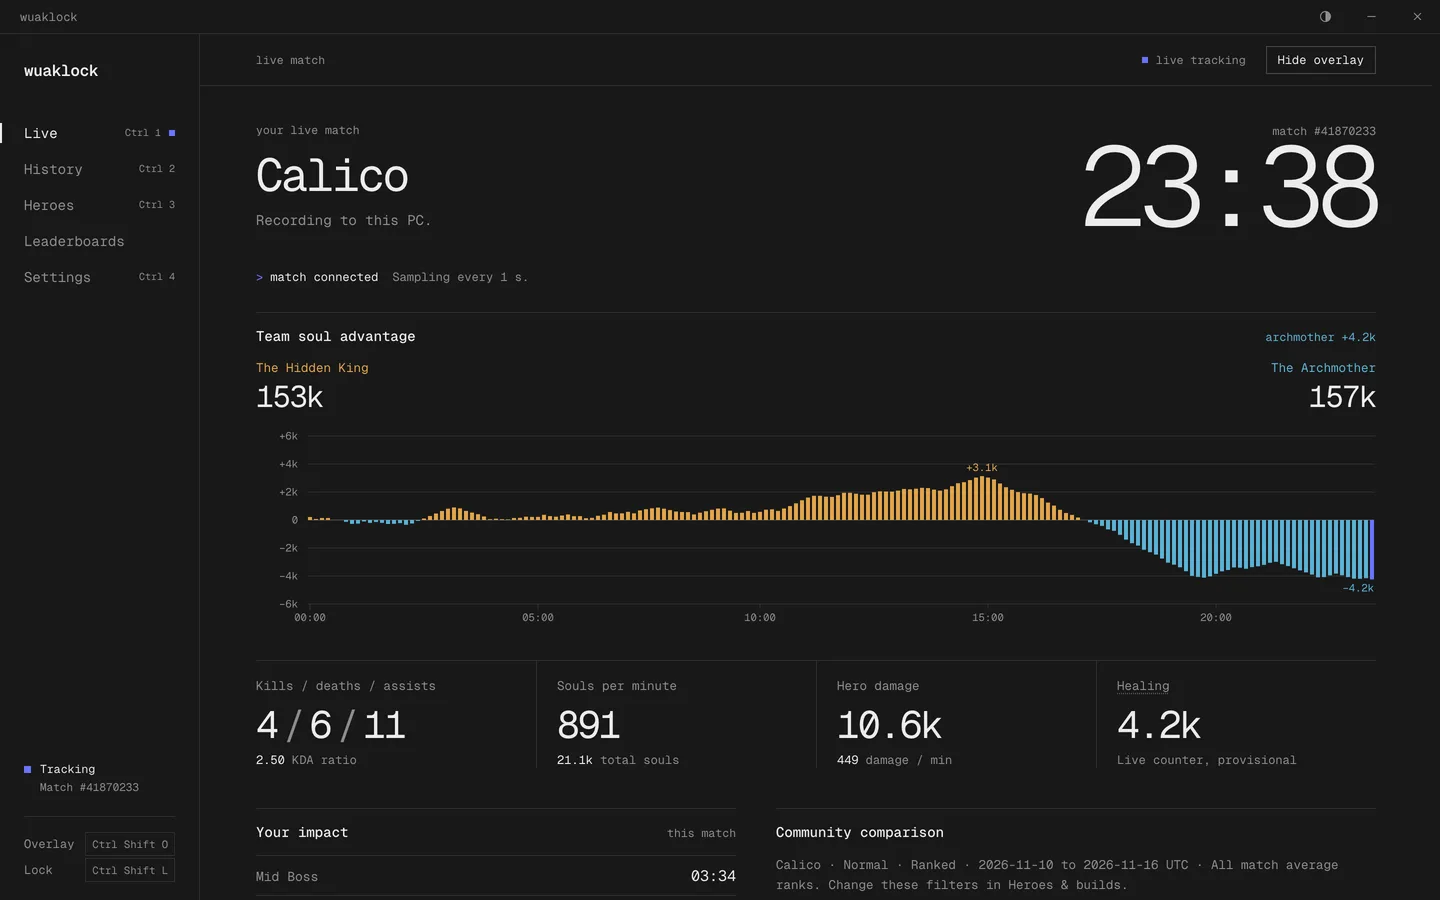 wuaklock
wuaklock
Live Ctrl 1
History Ctrl 2
Heroes Ctrl 3
Leaderboards
Settings Ctrl 4
Tracking
Match #41870233
Overlay Ctrl Shift O
Lock Ctrl Shift L
live match
live tracking
Hide overlay
your live match
match #41870233
Calico
23:38
Recording to this PC.
> match connected Sampling every 1 s.
Team soul advantage
archmother +4.2k
The Hidden King
The Archmother
153k
157k
+6k
+4k
+3.1k
+2k
0
−2k
−4k
−4.2k
−6k
00:00 05:00 10:00 15:00 20:00
Kills / deaths / assists
4/6/11
2.50 KDA ratio
Souls per minute
891
21.1k total souls
Hero damage
10.6k
449 damage / min
Healing
4.2k
Live counter, provisional
Your impact
this match
Mid Boss
03:34
Community comparison
Calico · Normal · Ranked · 2026-11-10 to 2026-11-16 UTC · All match average
ranks. Change these filters in Heroes & builds.